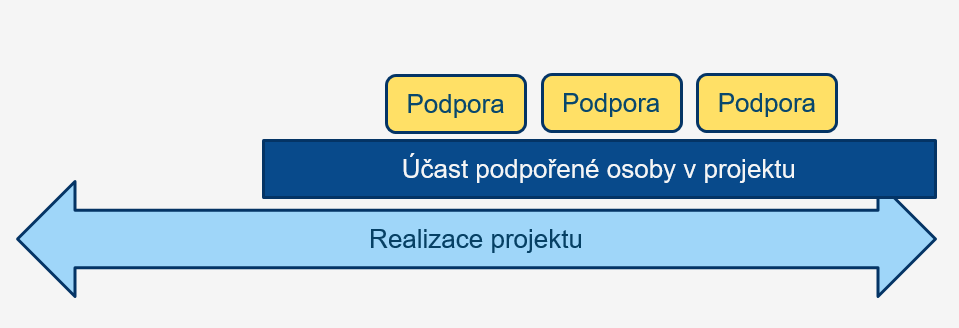 Podpora Podpora Podpora
Účast podpořené osoby v projektu
Realizace projektu